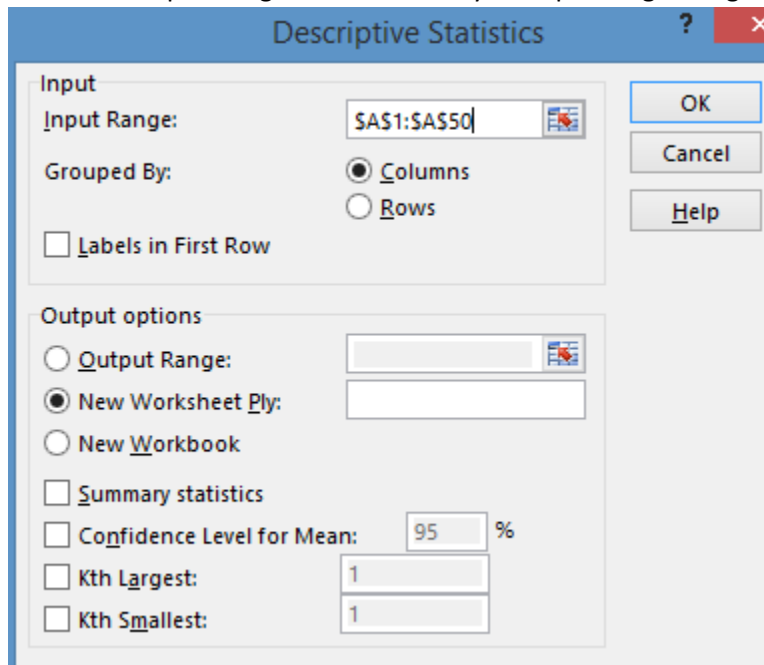 Descriptive Statistics ?
Input
Input Range: $A$1:$A$50
Grouped By: Columns
Rows
Labels in First Row
OK
Cancel
Help
Output options
Output Range:
New Worksheet Ply:
New Workbook
Summary statistics
Confidence Level for Mean: 95 %
Kth Largest: 1
Kth Smallest: 1